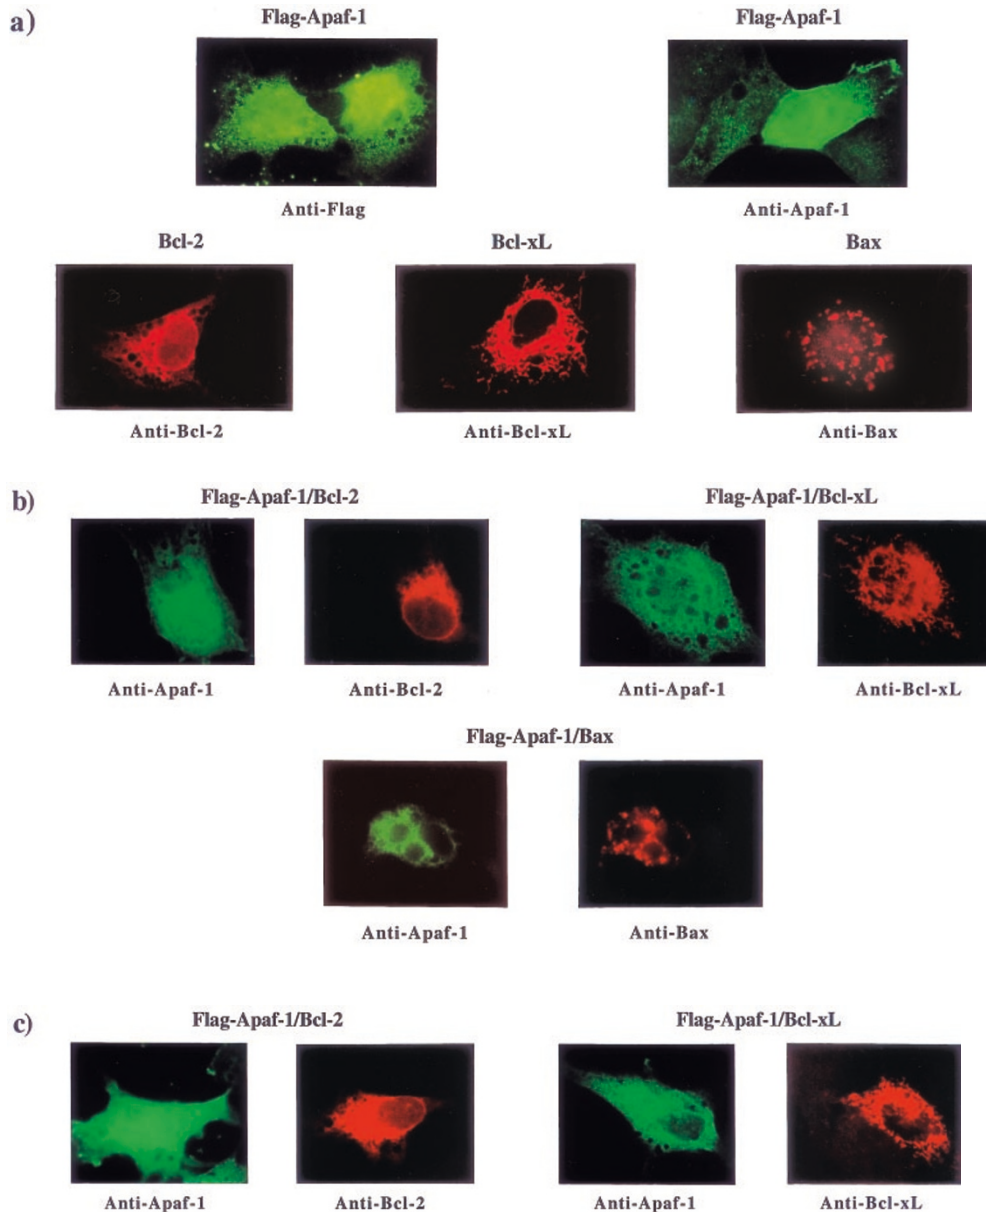 a)
Flag-Apaf-1 Flag-Apaf-1
Anti-Flag Anti-Apaf-1
Bcl-2 Bcl-xL Bax
Anti-Bcl-2 Anti-Bcl-xL Anti-Bax
b)
Flag-Apaf-1/Bcl-2 Flag-Apaf-1/Bcl-xL
Anti-Apaf-1 Anti-Bcl-2 Anti-Apaf-1 Anti-Bcl-xL
Flag-Apaf-1/Bax
Anti-Apaf-1 Anti-Bax
c)
Flag-Apaf-1/Bcl-2 Flag-Apaf-1/Bcl-xL
Anti-Apaf-1 Anti-Bcl-2 Anti-Apaf-1 Anti-Bcl-xL